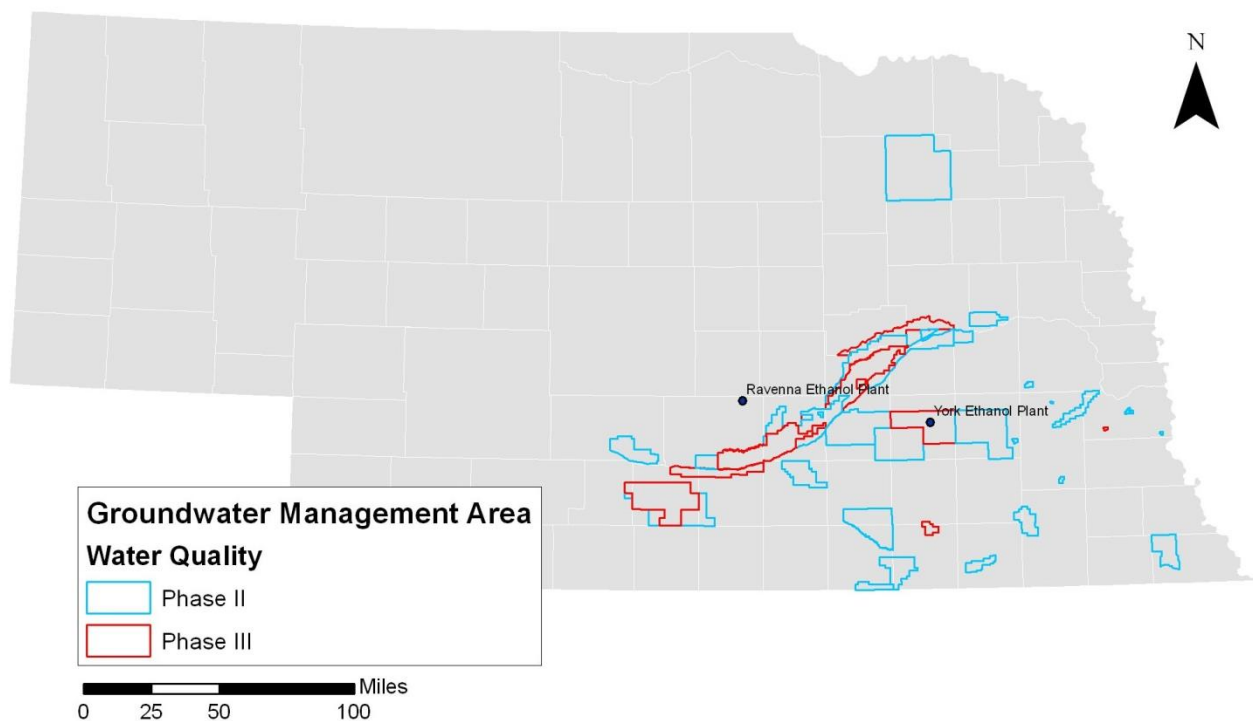 N
Ravenna Ethanol Plant
York Ethanol Plant
Groundwater Management Area
Water Quality
Phase II
Phase III
Miles
0 25 50 100